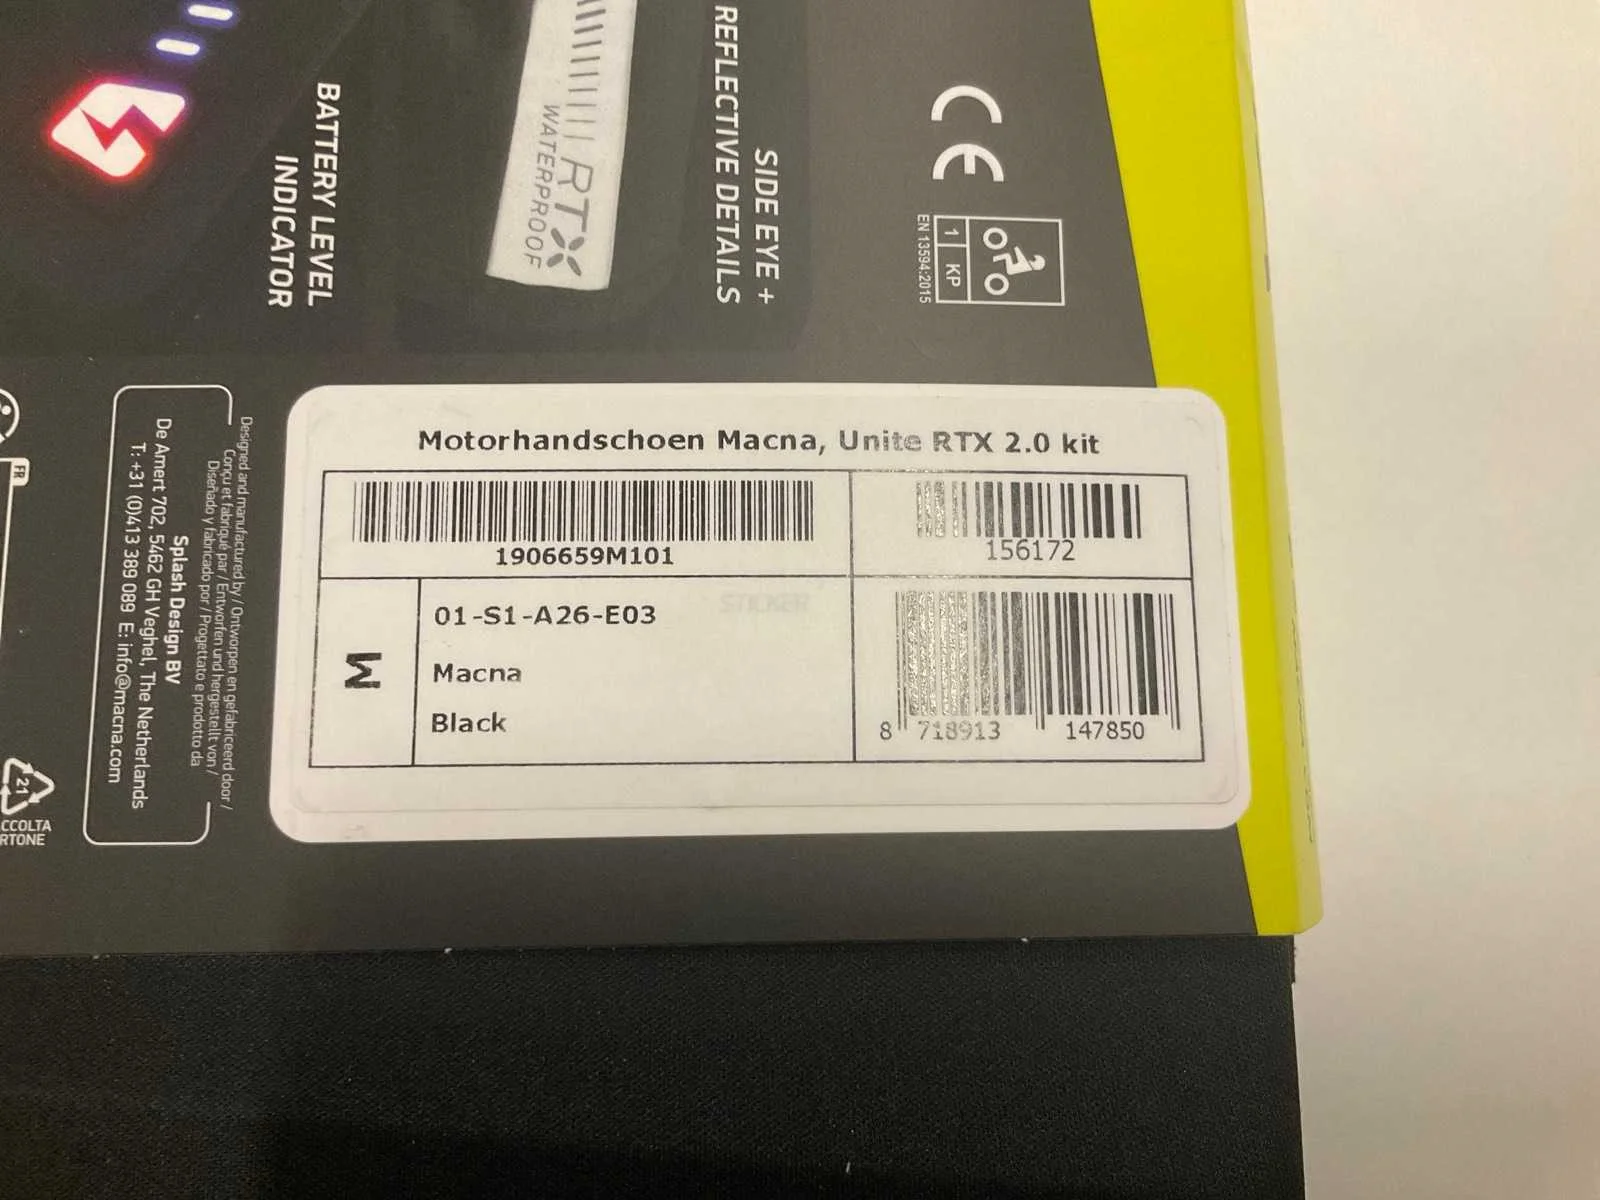 BATTERY LEVEL
INDICATOR
RTX
WATERPROOF
SIDE EYE +
REFLECTIVE DETAILS
CE
1 KP
EN 13594:2015
Motorhandschoen Macna, Unite RTX 2.0 kit
1906659M101
156172
M
01-S1-A26-E03
STICKER
Macna
Black
8 718913 147850
Designed and manufactured by / Ontworpen en gefabriceerd door /
Conçu et fabriqué par / Entworfen und hergestellt von /
Diseñado y fabricado por / Progettato e prodotto da
Splash Design BV
De Amert 702, 5462 GH Veghel, The Netherlands
T: +31 (0)413 389 089 E: info@macna.com
FR
21
CCOLTA
RTONE